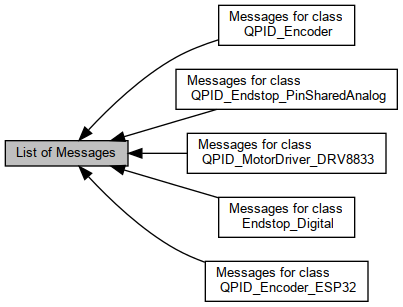 Messages for class
QPID_Encoder
Messages for class
QPID_Endstop_PinSharedAnalog
List of Messages
Messages for class
QPID_MotorDriver_DRV8833
Messages for class
Endstop_Digital
Messages for class
QPID_Encoder_ESP32